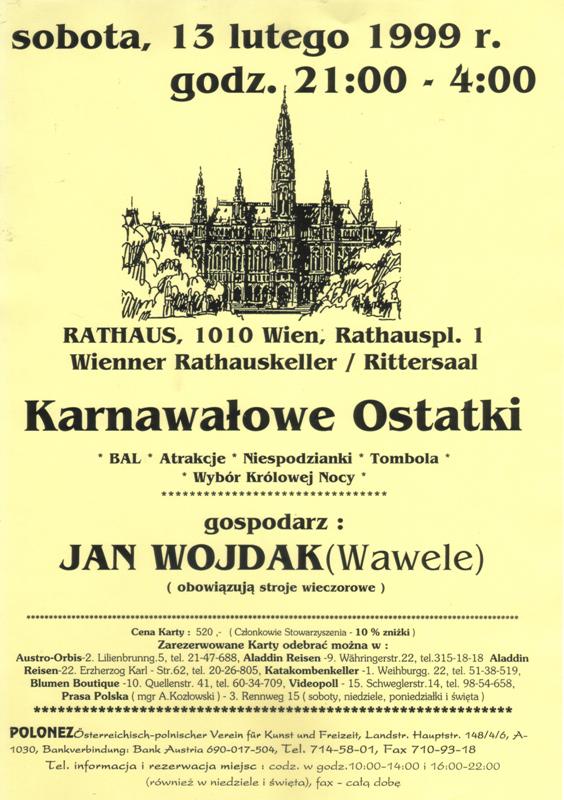 sobota, 13 lutego 1999 r.
godz. 21:00 - 4:00
RATHAUS, 1010 Wien, Rathauspl. 1
Wienner Rathauskeller / Rittersaal
Karnawałowe Ostatki
* BAL * Atrakcje * Niespodzianki * Tombola *
* Wybór Królowej Nocy *
********************************
gospodarz :
JAN WOJDAK(Wawele)
( obowiązują stroje wieczorowe )
Cena Karty : 520 ,- ( Członkowie Stowarzyszenia - 10 % zniżki )
Zarezerwowane Karty odebrać można w :
Austro-Orbis-2. Lilienbrunng.5, tel. 21-47-688, Aladdin Reisen -9. Währingerstr.22, tel.315-18-18 Aladdin
Reisen-22. Erzherzog Karl - Str.62, tel. 20-26-805, Katakombenkeller -1. Weihburgg. 22, tel. 51-38-519,
Blumen Boutique -10. Quellenstr. 41, tel. 60-34-709, Videopoll - 15. Schweglerstr.14, tel. 98-54-658,
Prasa Polska ( mgr A.Kozłowski ) - 3. Rennweg 15 ( soboty, niedziele, poniedziałki i święta )
POLONEZÖsterreichisch-polnischer Verein für Kunst und Freizeit, Landstr. Hauptstr. 148/4/6, A-
1030, Bankverbindung: Bank Austria 690-017-504, Tel. 714-58-01, Fax 710-93-18
Tel. informacja i rezerwacja miejsc : codz. w godz.10:00-14:00 i 16:00-22:00
(również w niedziele i święta), fax - całą dobę